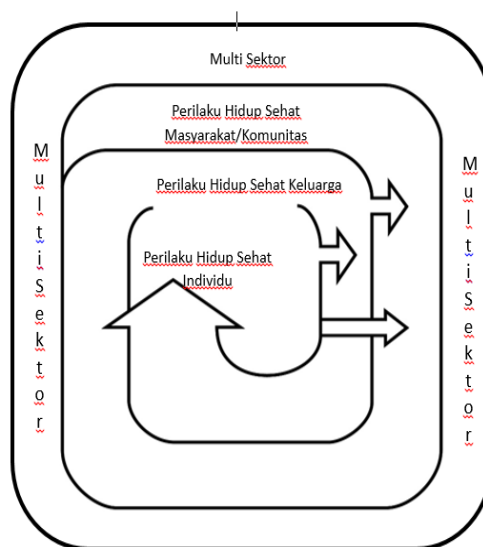 Multi Sektor
Perilaku Hidup Sehat
Masyarakat/Komunitas
Perilaku Hidup Sehat Keluarga
Perilaku Hidup Sehat
Individu
M
u
l
t
i
S
e
k
t
o
r
M
u
l
t
i
S
e
k
t
o
r